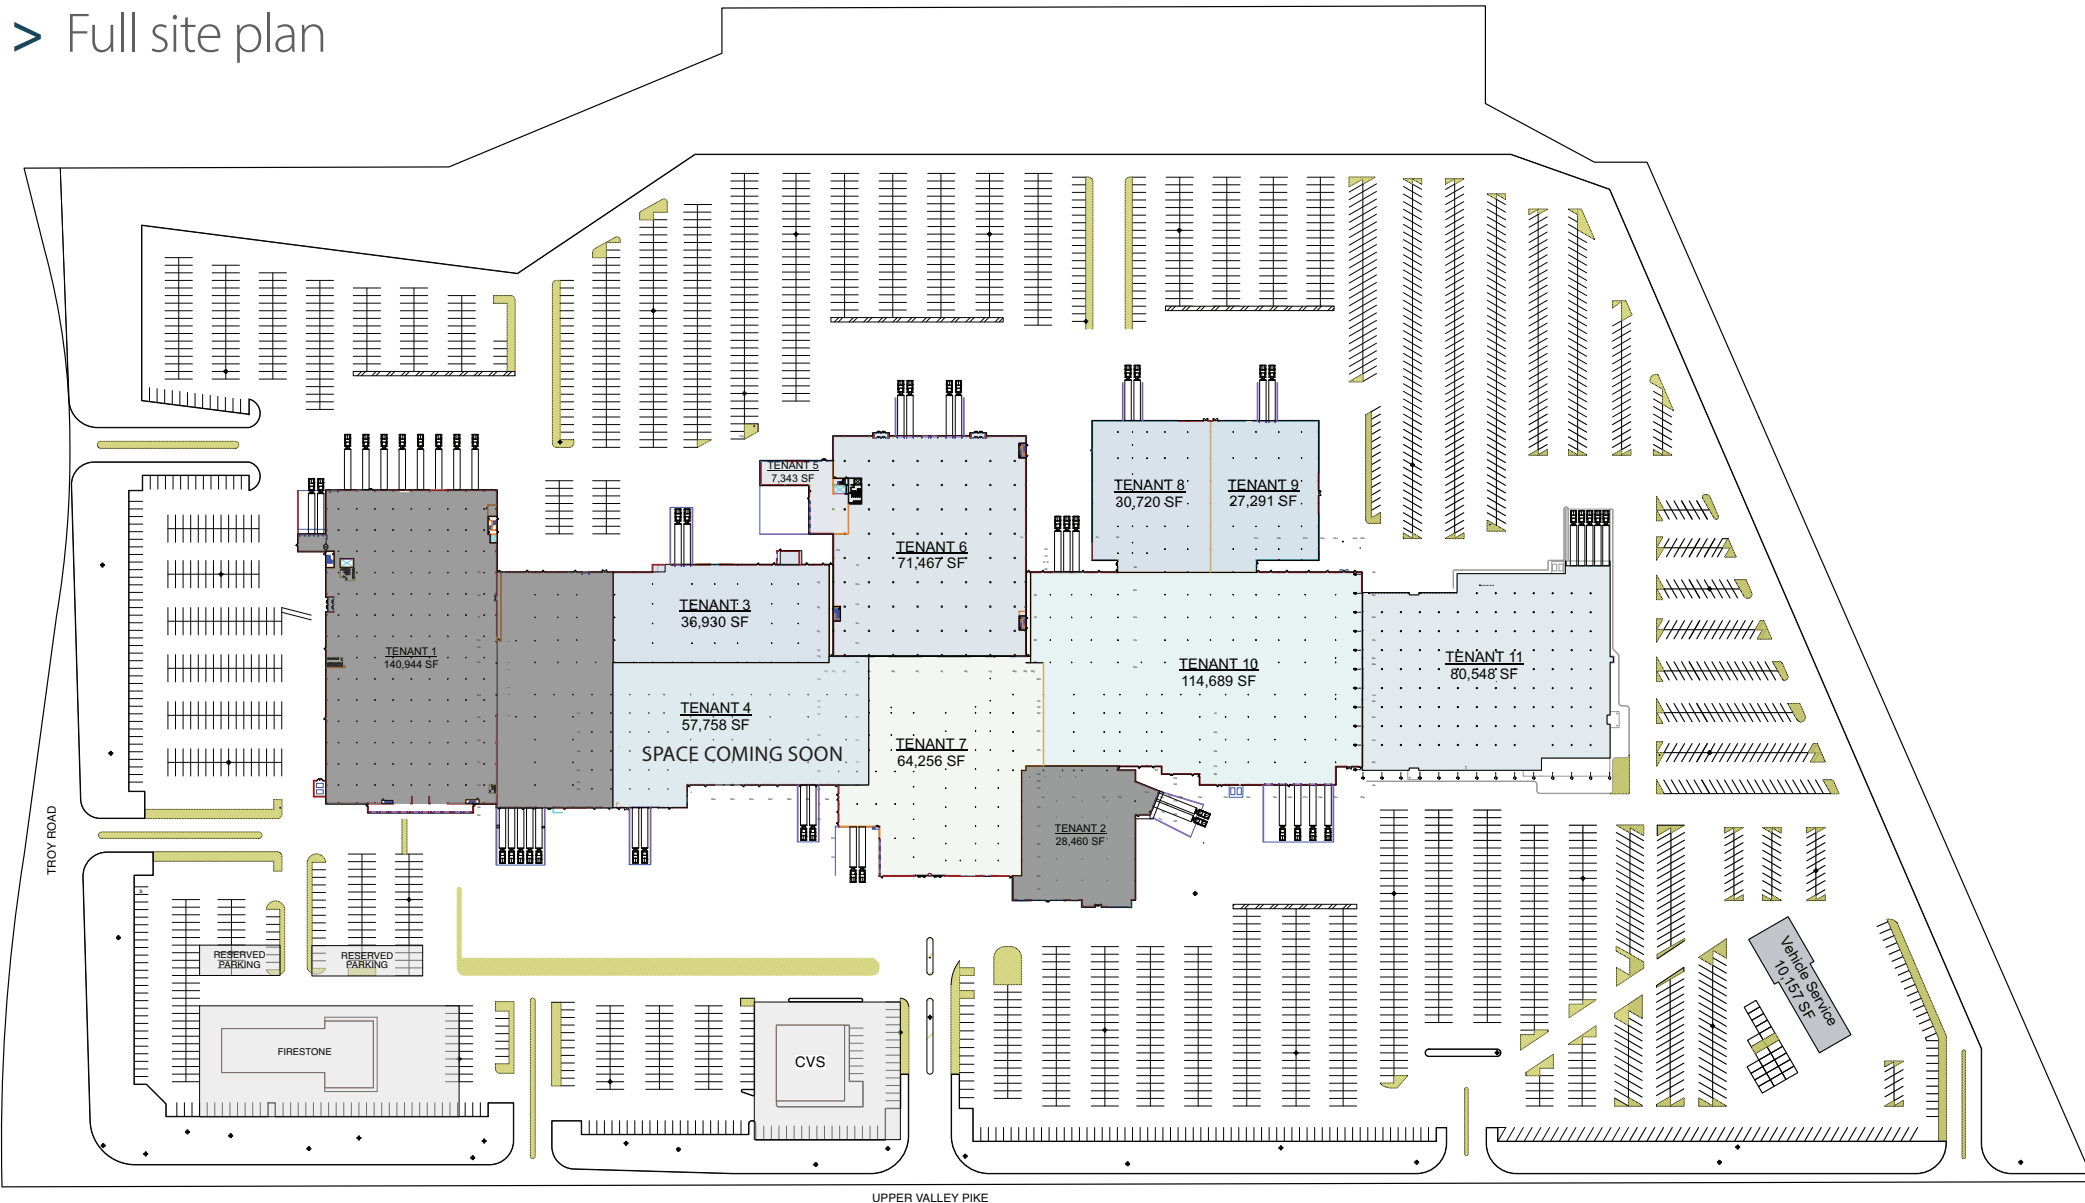 > Full site plan
TENANT 5
7,343 SF
TENANT 8
30,720 SF
TENANT 9
27,291 SF
TENANT 6
71,467 SF
TENANT 3
36,930 SF
TENANT 1
140,944 SF
TENANT 10
114,689 SF
TENANT 11
80,548 SF
TENANT 4
57,758 SF
SPACE COMING SOON
TENANT 7
64,256 SF
TENANT 2
28,460 SF
TROY ROAD
RESERVED
PARKING
RESERVED
PARKING
Vehicle Service
10,157 SF
FIRESTONE
CVS
UPPER VALLEY PIKE